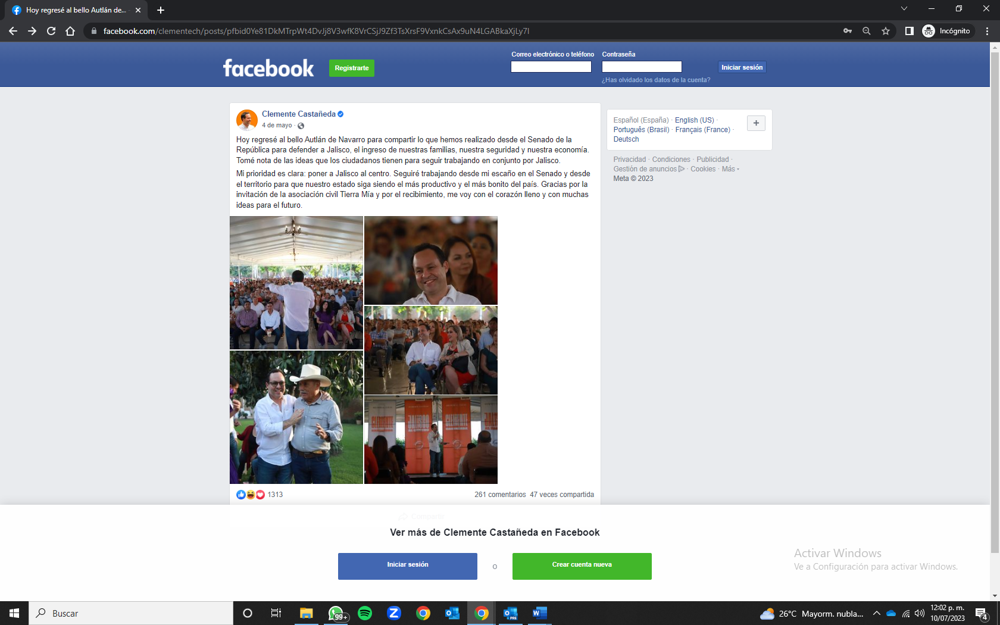 Hoy regresé al bello Autlán de...
facebook.com/clementech/posts/pfbid0Ye81DkMTrpWt4DvJj8V3wfK8VrCSjJ9Zf3TsXrsF9VxnkCsAx9uN4LGABkaXjLy7l
Incógnito
facebook
Registrarte
Correo electrónico o teléfono
Contraseña
Iniciar sesión
¿Has olvidado los datos de la cuenta?
Clemente Castañeda
4 de mayo ·
Hoy regresé al bello Autlán de Navarro para compartir lo que hemos realizado desde el Senado de la
República para defender a Jalisco, el ingreso de nuestras familias, nuestra seguridad y nuestra economía.
Tomé nota de las ideas que los ciudadanos tienen para seguir trabajando en conjunto por Jalisco.
Mi prioridad es clara: poner a Jalisco al centro. Seguiré trabajando desde mi escaño en el Senado y desde
el territorio para que nuestro estado siga siendo el más productivo y el más bonito del país. Gracias por la
invitación de la asociación civil Tierra Mía y por el recibimiento, me voy con el corazón lleno y con muchas
ideas para el futuro.
JALISCO
1313
261 comentarios 47 veces compartida
Compartir
Español (España) · English (US) ·
Português (Brasil) · Français (France) ·
Deutsch
Privacidad · Condiciones · Publicidad ·
Gestión de anuncios · Cookies · Más
Meta © 2023
Ver más de Clemente Castañeda en Facebook
Iniciar sesión
o
Crear cuenta nueva
Activar Windows
Ve a Configuración para activar Windows.
Buscar
99+
PRE
26°C Mayorm. nubla...
12:02 p. m.
10/07/2023
4